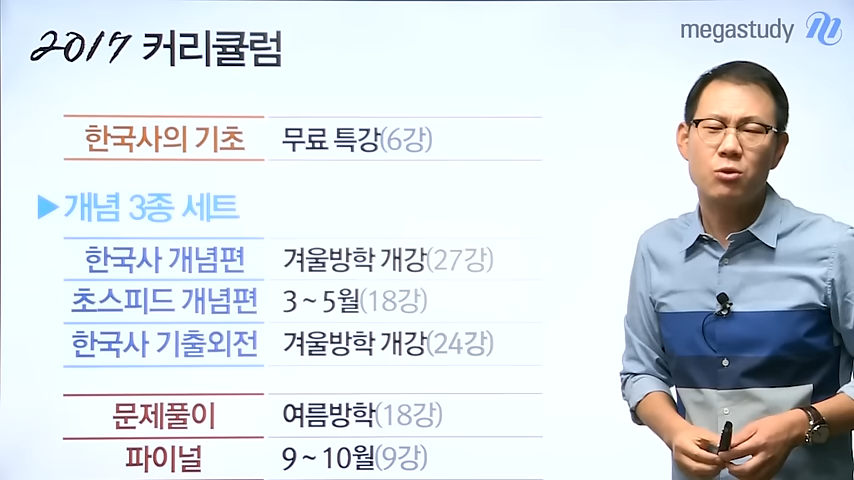 2017 커리큘럼
megastudy
한국사의 기초 무료 특강(6강)
▶개념 3종 세트
한국사 개념편 겨울방학 개강(27강)
초스피드 개념편 3~5월(18강)
한국사 기출외전 겨울방학 개강(24강)
문제풀이 여름방학(18강)
파이널 9~10월(9강)